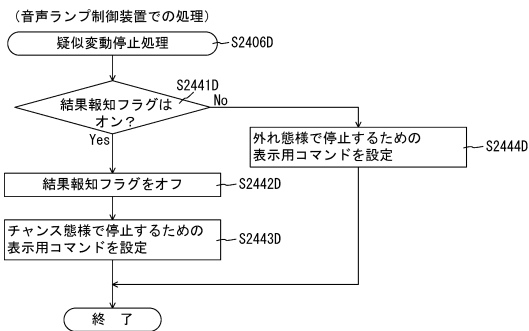 （音声ランプ制御装置での処理）
疑似変動停止処理
S2406D
S2441D
結果報知フラグは
オン？
No
Yes
外れ態様で停止するための
表示用コマンドを設定
S2444D
結果報知フラグをオフ
S2442D
チャンス態様で停止するための
表示用コマンドを設定
S2443D
終　了